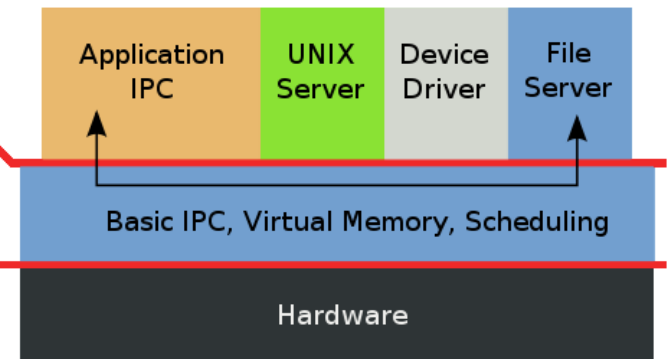 Application
IPC
UNIX
Server
Device
Driver
File
Server
Basic IPC, Virtual Memory, Scheduling
Hardware